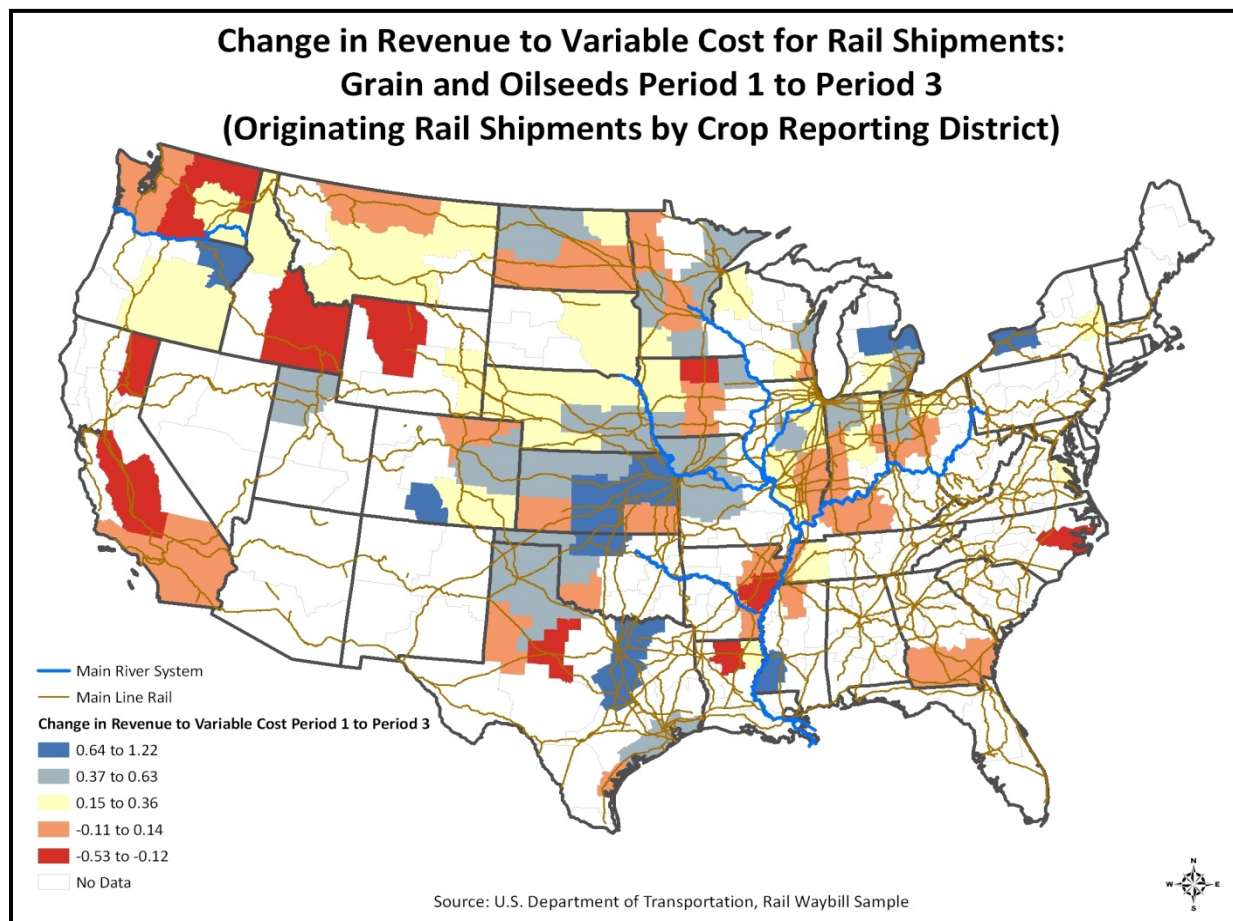 Change in Revenue to Variable Cost for Rail Shipments:
Grain and Oilseeds Period 1 to Period 3
(Originating Rail Shipments by Crop Reporting District)
Main River System
Main Line Rail
Change in Revenue to Variable Cost Period 1 to Period 3
0.64 to 1.22
0.37 to 0.63
0.15 to 0.36
-0.11 to 0.14
-0.53 to -0.12
No Data
Source: U.S. Department of Transportation, Rail Waybill Sample
N
W E
S